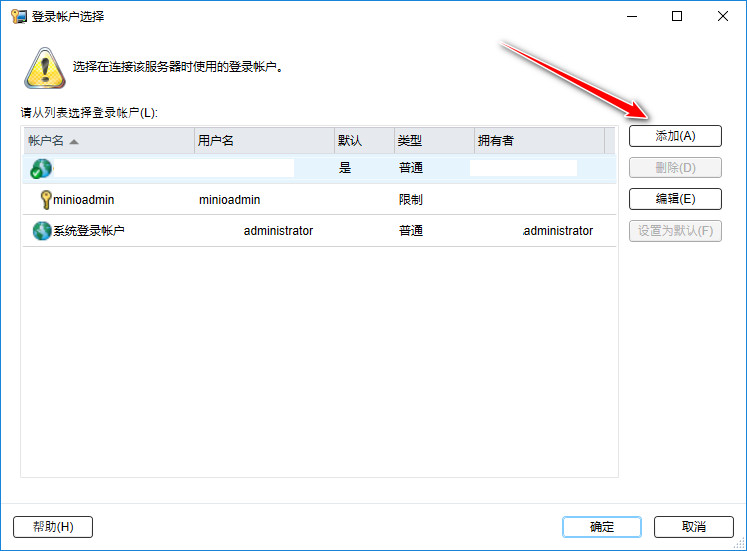 登录帐户选择
选择在连接该服务器时使用的登录帐户。
请从列表选择登录帐户(L):
帐户名 用户名 默认 类型 拥有者
是 普通
minioadmin minioadmin 限制
系统登录帐户 administrator 普通 .administrator
添加(A)
删除(D)
编辑(E)
设置为默认(F)
帮助(H) 确定 取消